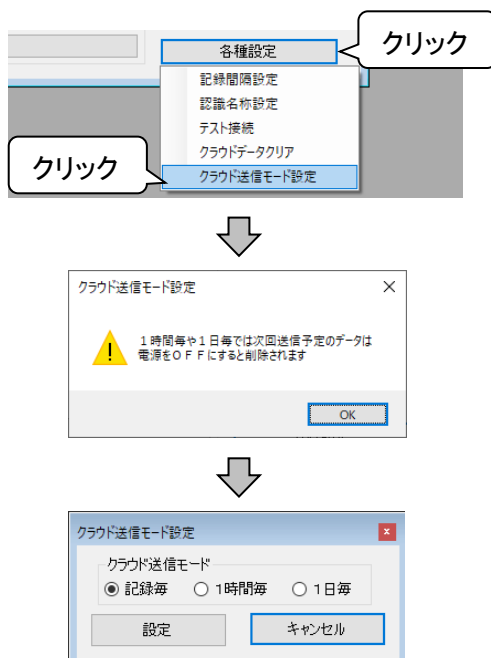 各種設定
クリック
記録間隔設定
認識名称設定
テスト接続
クラウドデータクリア
クラウド送信モード設定
クリック
クラウド送信モード設定
１時間毎や１日毎では次回送信予定のデータは
電源をＯＦＦにすると削除されます
OK
クラウド送信モード設定
クラウド送信モード
記録毎 1時間毎 1日毎
設定 キャンセル